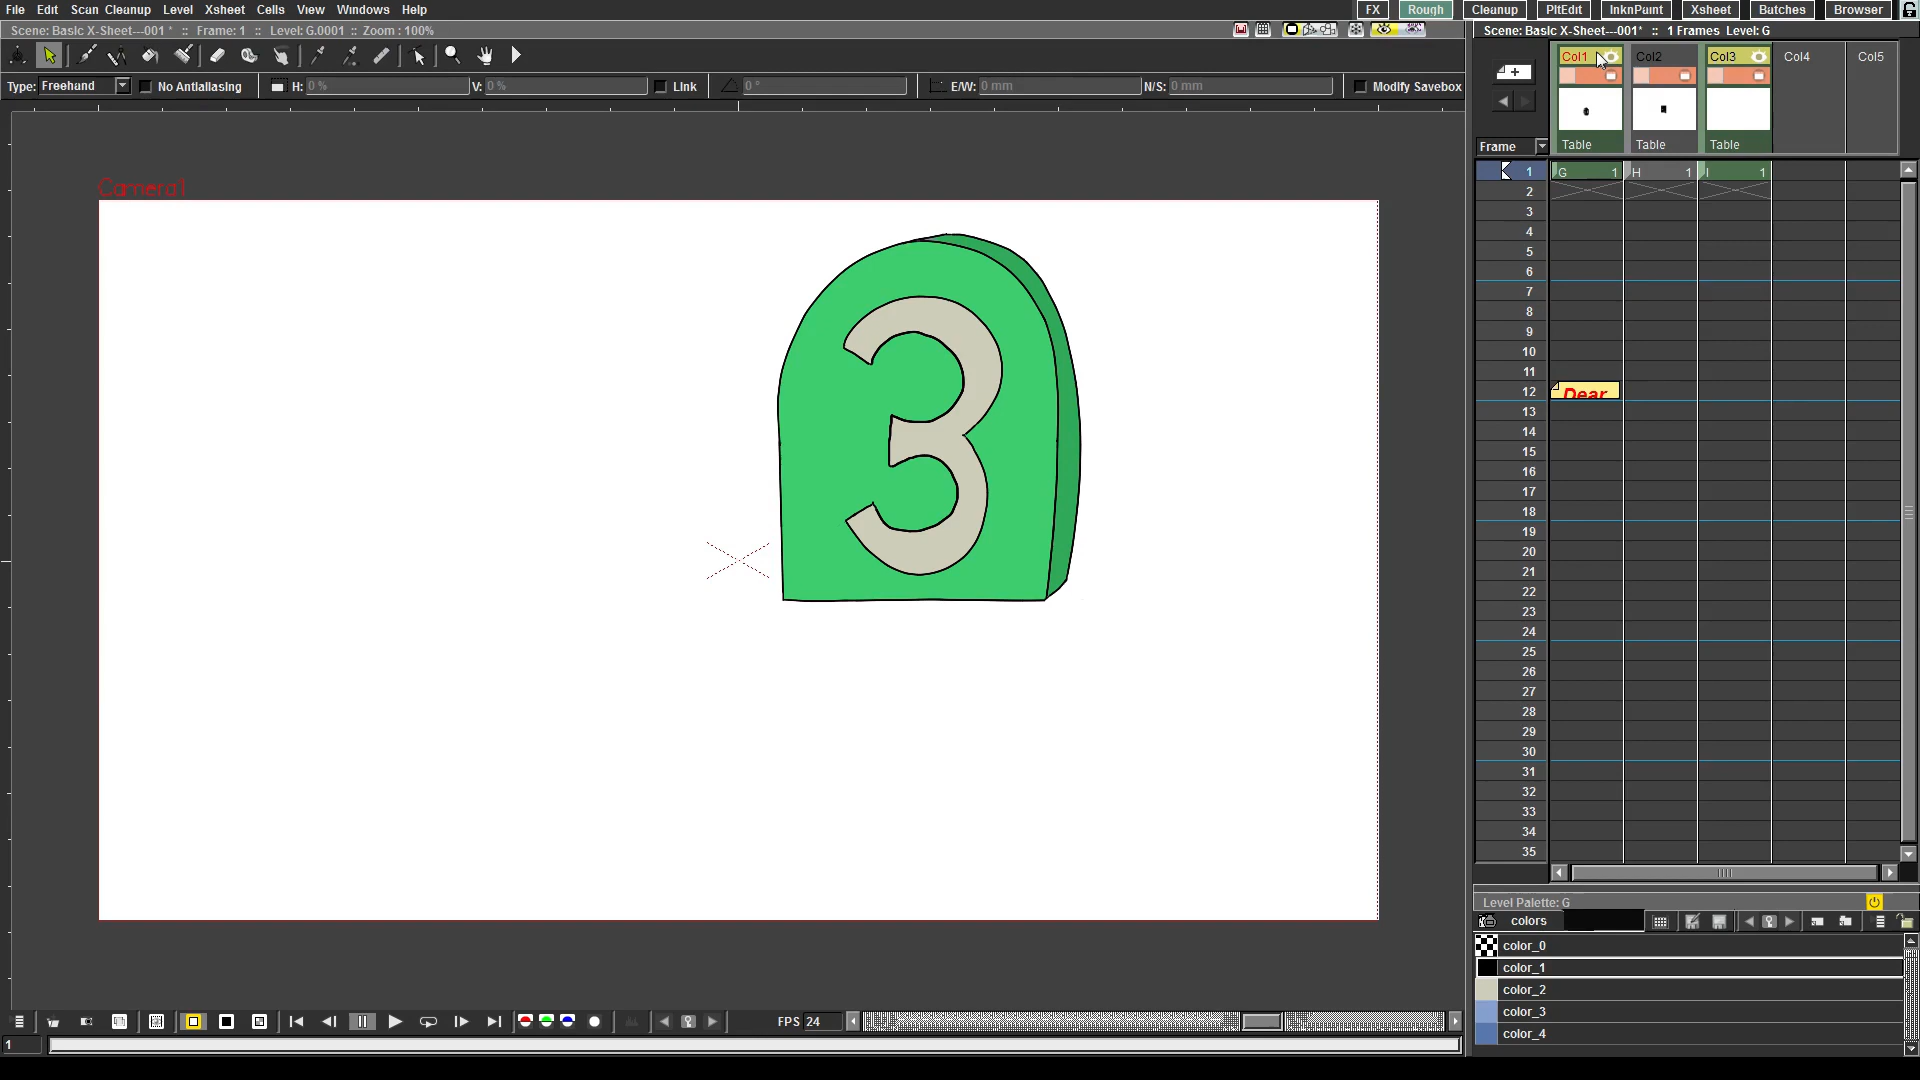 File Edit Scan Cleanup Level Xsheet Cells View Windows Help
FX Rough Cleanup PltEdit InknPaint Xsheet Batches Browser
Scene: Basic X-Sheet---001 * :: Frame: 1 :: Level: G.0001 :: Zoom : 100%
Scene: Basic X-Sheet---001* :: 1 Frames Level: G
Type: Freehand No Antialiasing H: 0 % V: 0 % Link 0 ° E/W: 0 mm N/S: 0 mm Modify Savebox
Col1 Col2 Col3 Col4 Col5
Frame Table Table Table
Camera1
3
1 G 1 H 1 I 1
2
3
4
5
6
7
8
9
10
11
12 Dear
13
14
15
16
17
18
19
20
21
22
23
24
25
26
27
28
29
30
31
32
33
34
35
Level Palette: G
colors
color_0
color_1
color_2
color_3
color_4
FPS 24
1